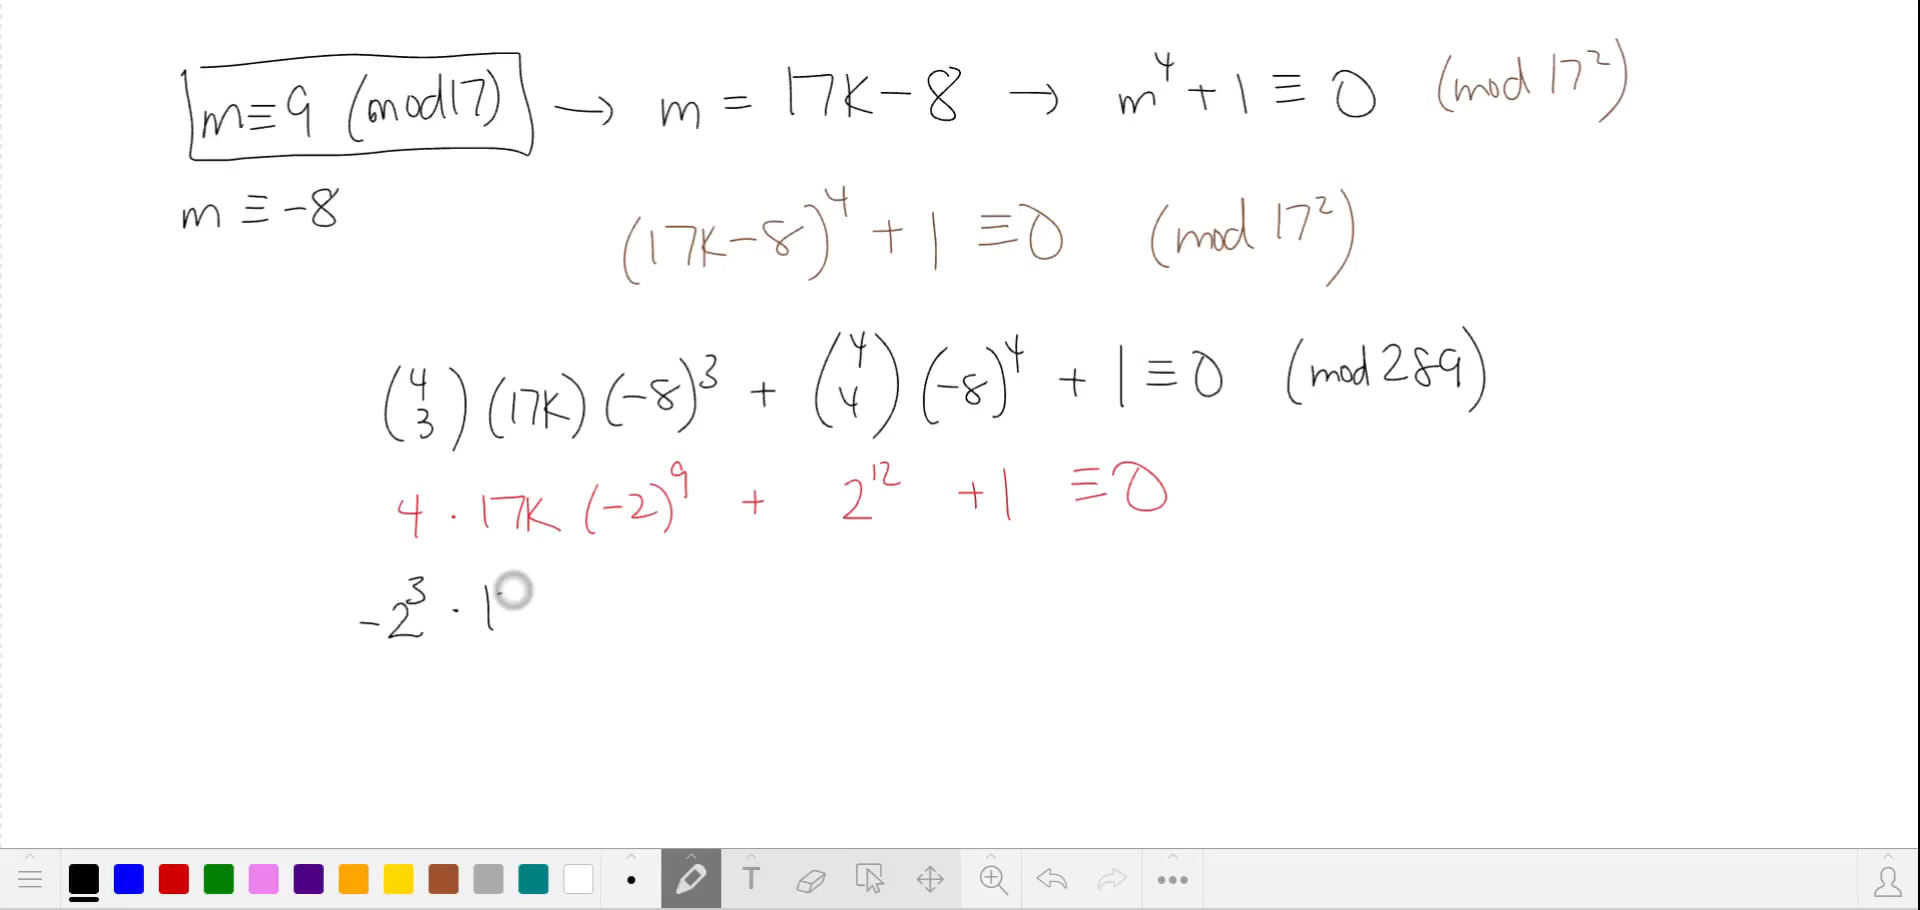 m ≡ 9 (mod 17) → m = 17K - 8 → m⁴ + 1 ≡ 0 (mod 17²)
m ≡ -8
(17K - 8)⁴ + 1 ≡ 0 (mod 17²)
(4 3) (17K) (-8)³ + (4 4) (-8)⁴ + 1 ≡ 0 (mod 289)
4 · 17K (-2)⁹ + 2¹² + 1 ≡ 0
-2³ · 1
T